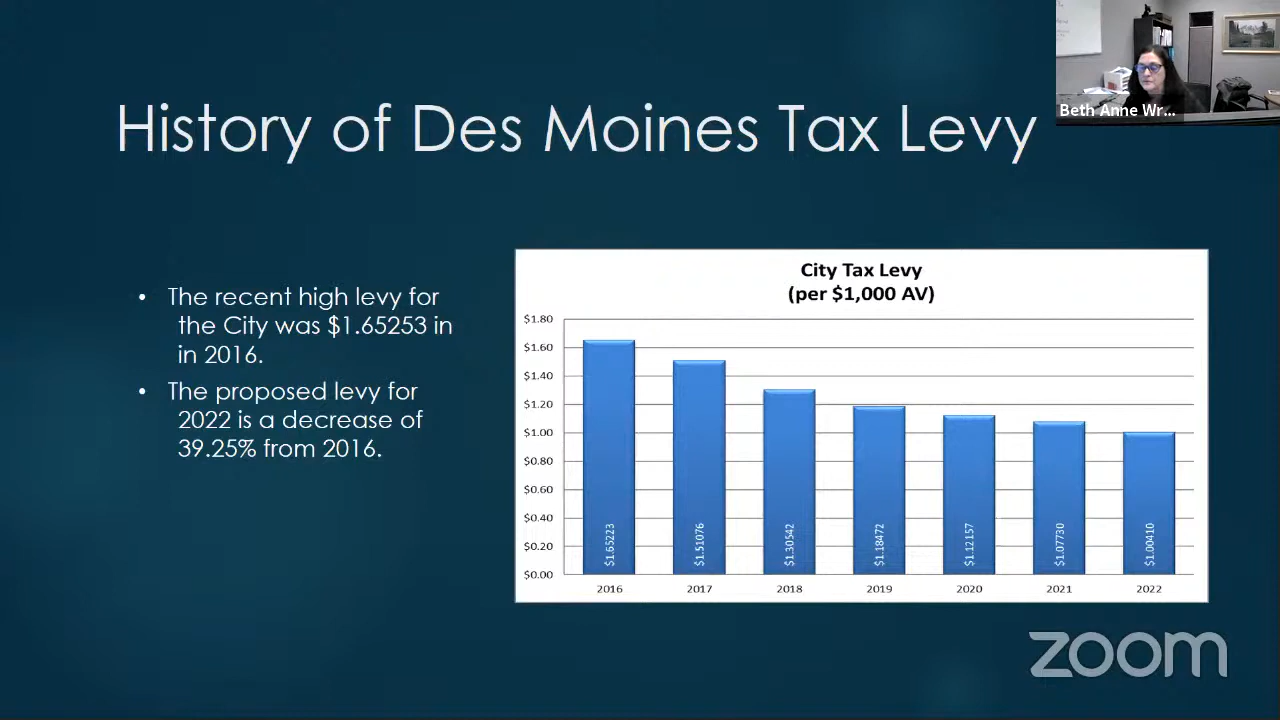 History of Des Moines Tax Levy
Beth Anne Wr...
• The recent high levy for
the City was $1.65253 in
in 2016.
• The proposed levy for
2022 is a decrease of
39.25% from 2016.
City Tax Levy
(per $1,000 AV)
$1.80
$1.60
$1.40
$1.20
$1.00
$0.80
$0.60
$0.40
$0.20
$0.00
$1.65223
$1.51076
$1.30542
$1.18472
$1.12157
$1.07730
$1.00410
2016 2017 2018 2019 2020 2021 2022
zoom